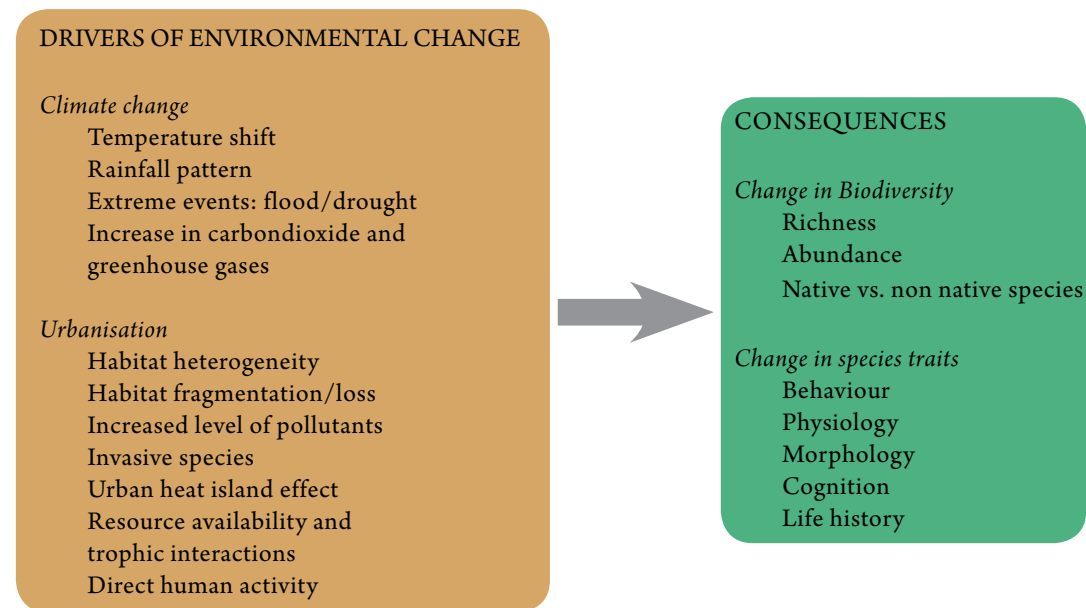 DRIVERS OF ENVIRONMENTAL CHANGE
Climate change
Temperature shift
Rainfall pattern
Extreme events: flood/drought
Increase in carbondioxide and
greenhouse gases
Urbanisation
Habitat heterogeneity
Habitat fragmentation/loss
Increased level of pollutants
Invasive species
Urban heat island effect
Resource availability and
trophic interactions
Direct human activity
CONSEQUENCES
Change in Biodiversity
Richness
Abundance
Native vs. non native species
Change in species traits
Behaviour
Physiology
Morphology
Cognition
Life history